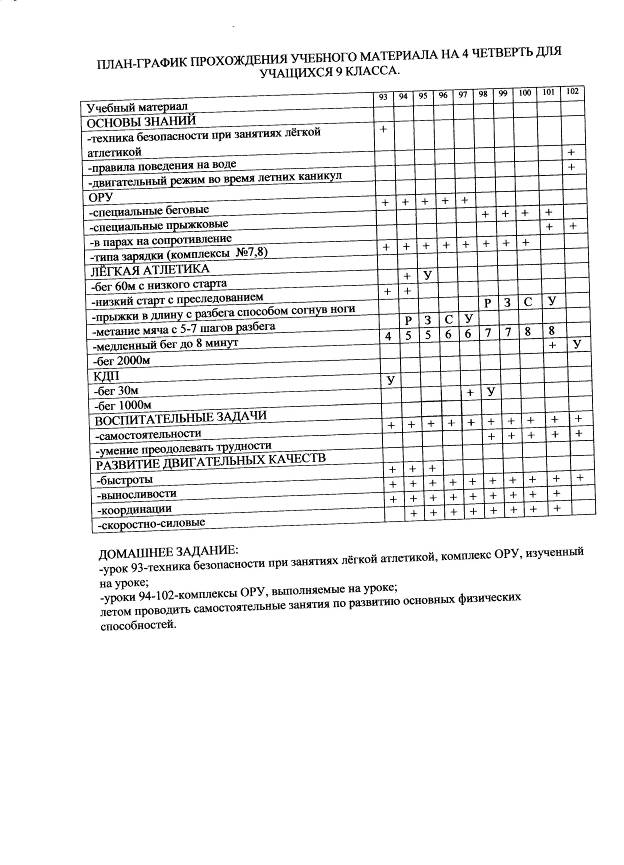 ПЛАН-ГРАФИК ПРОХОЖДЕНИЯ УЧЕБНОГО МАТЕРИАЛА НА 4 ЧЕТВЕРТЬ ДЛЯ
УЧАЩИХСЯ 9 КЛАССА.
Учебный материал 93 94 95 96 97 98 99 100 101 102
ОСНОВЫ ЗНАНИЙ
-техника безопасности при занятиях лёгкой +
атлетикой
-правила поведения на воде +
-двигательный режим во время летних каникул +
ОРУ
-специальные беговые + + + + +
-специальные прыжковые + + + +
-в парах на сопротивление + +
-типа зарядки (комплексы №7,8) + + + + + + + +
ЛЁГКАЯ АТЛЕТИКА
-бег 60м с низкого старта + У
-низкий старт с преследованием + +
-прыжки в длину с разбега способом согнув ноги Р З С У
-метание мяча с 5-7 шагов разбега Р З С У
-медленный бег до 8 минут 4 5 5 6 6 7 7 8 8
-бег 2000м + У
КДП
-бег 30м У
-бег 1000м + У
ВОСПИТАТЕЛЬНЫЕ ЗАДАЧИ
-самостоятельности + + + + + + + + + +
-умение преодолевать трудности + + + + +
РАЗВИТИЕ ДВИГАТЕЛЬНЫХ КАЧЕСТВ
-быстроты + + +
-выносливости + + + + + + + + + +
-координации + + + + + + + + +
-скоростно-силовые + + + + + + + +
ДОМАШНЕЕ ЗАДАНИЕ:
-урок 93-техника безопасности при занятиях лёгкой атлетикой, комплекс ОРУ, изученный
на уроке;
-уроки 94-102-комплексы ОРУ, выполняемые на уроке;
летом проводить самостоятельные занятия по развитию основных физических
способностей.